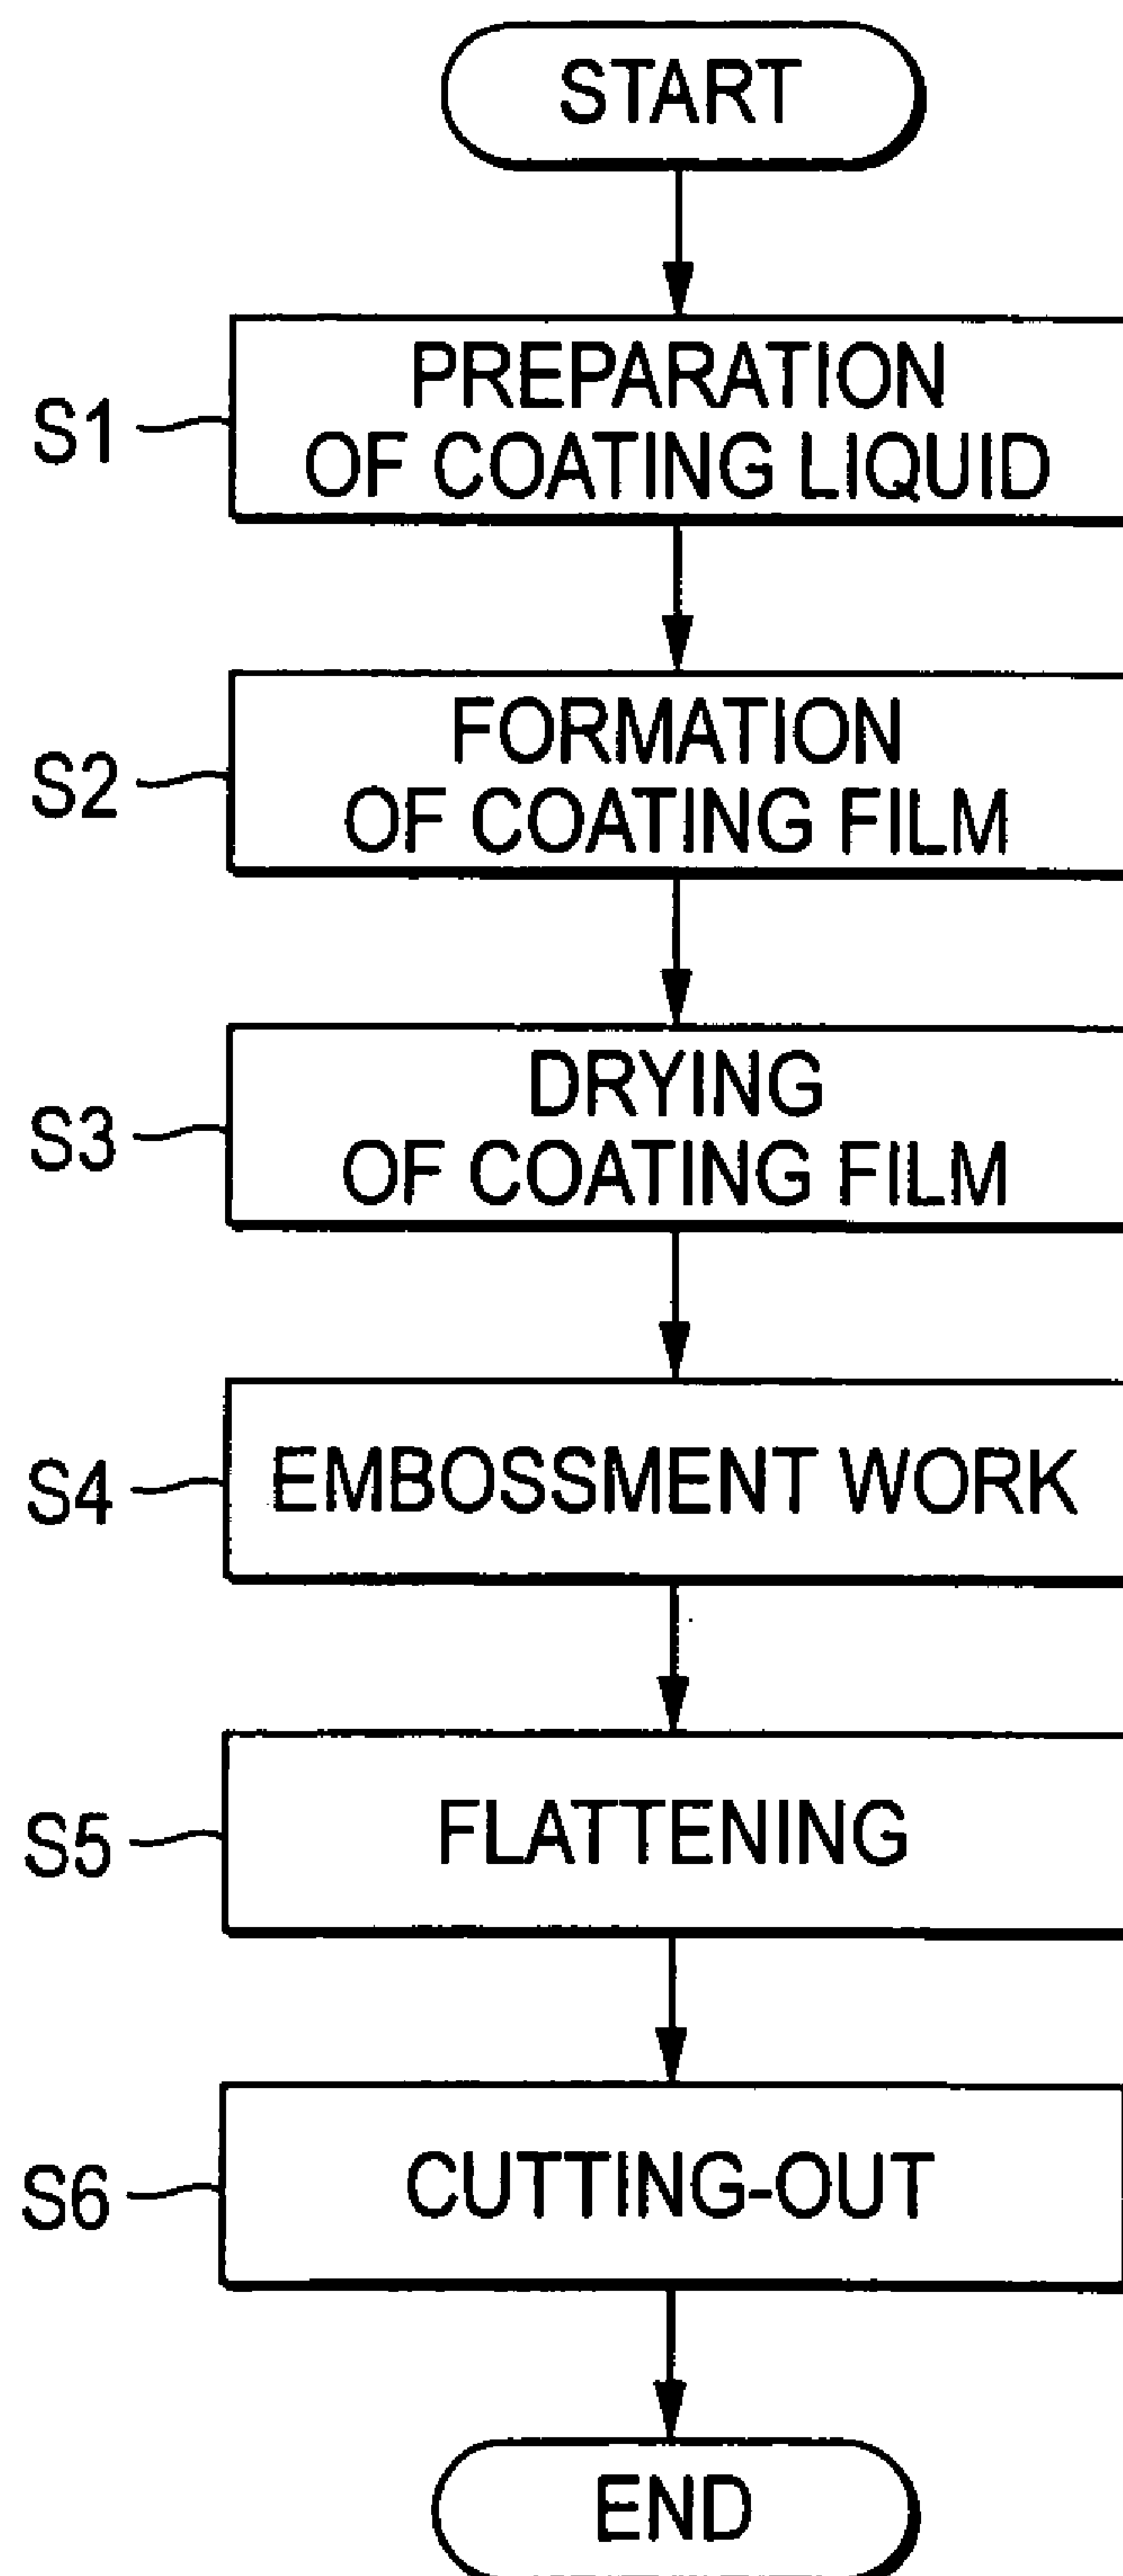 START
S1
PREPARATION
OF COATING LIQUID
S2
FORMATION
OF COATING FILM
S3
DRYING
OF COATING FILM
S4
EMBOSSMENT WORK
S5
FLATTENING
S6
CUTTING-OUT
END